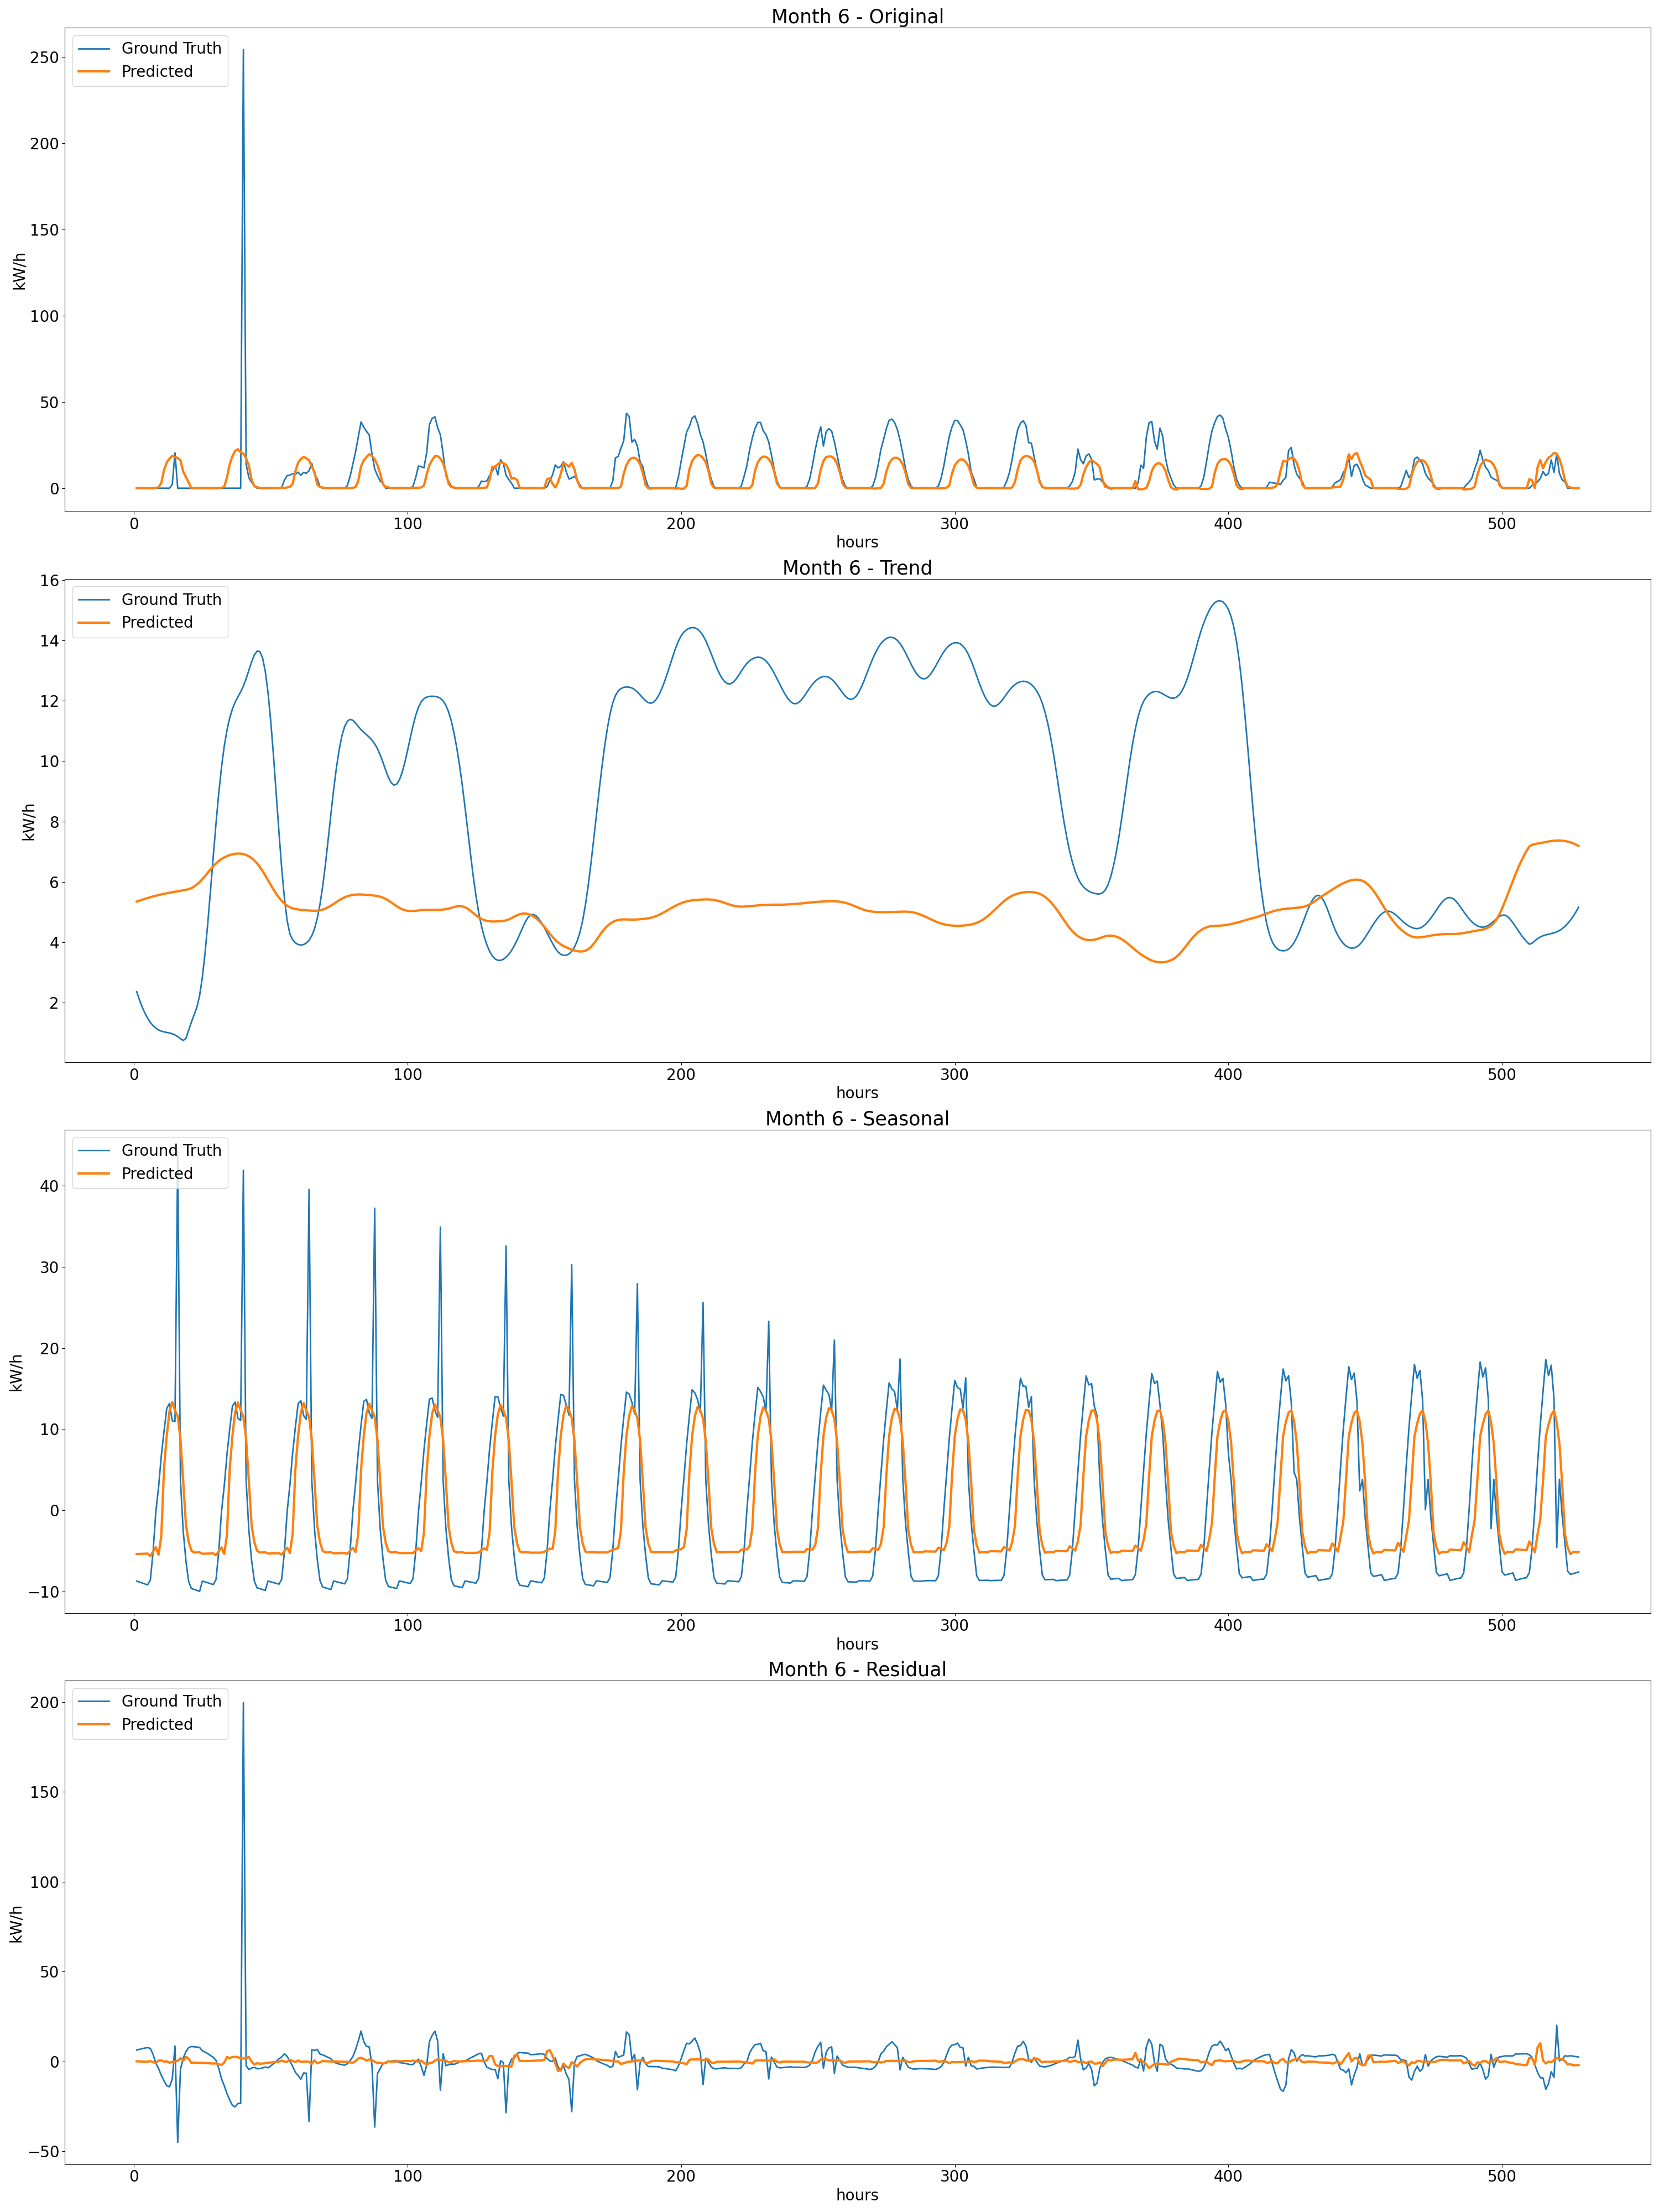 Month 6 - Original
Ground Truth
Predicted
250
200
150
100
50
0
kW/h
0 100 200 300 400 500
hours
Month 6 - Trend
Ground Truth
Predicted
16
14
12
10
8
6
4
2
kW/h
0 100 200 300 400 500
hours
Month 6 - Seasonal
Ground Truth
Predicted
40
30
20
10
0
−10
kW/h
0 100 200 300 400 500
hours
Month 6 - Residual
Ground Truth
Predicted
200
150
100
50
0
−50
kW/h
0 100 200 300 400 500
hours